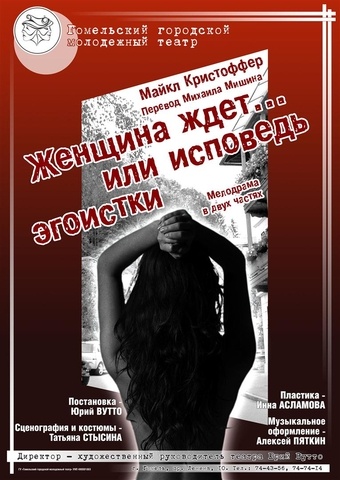 Гомельский городской
молодежный театр
Майкл Кристоффер
Перевод Михаила Мишина
Женщина ждет...
или исповедь
эгоистки
Мелодрама
в двух частях
Постановка -
Юрий ВУТТО
Сценография и костюмы -
Татьяна СТЫСИНА
Пластика -
Инна АСЛАМОВА
Музыкальное
оформление -
Алексей ПЯТКИН
Директор – художественный руководитель театра Юрий Вутто
Тел.: 74-43-56, 74-74-14